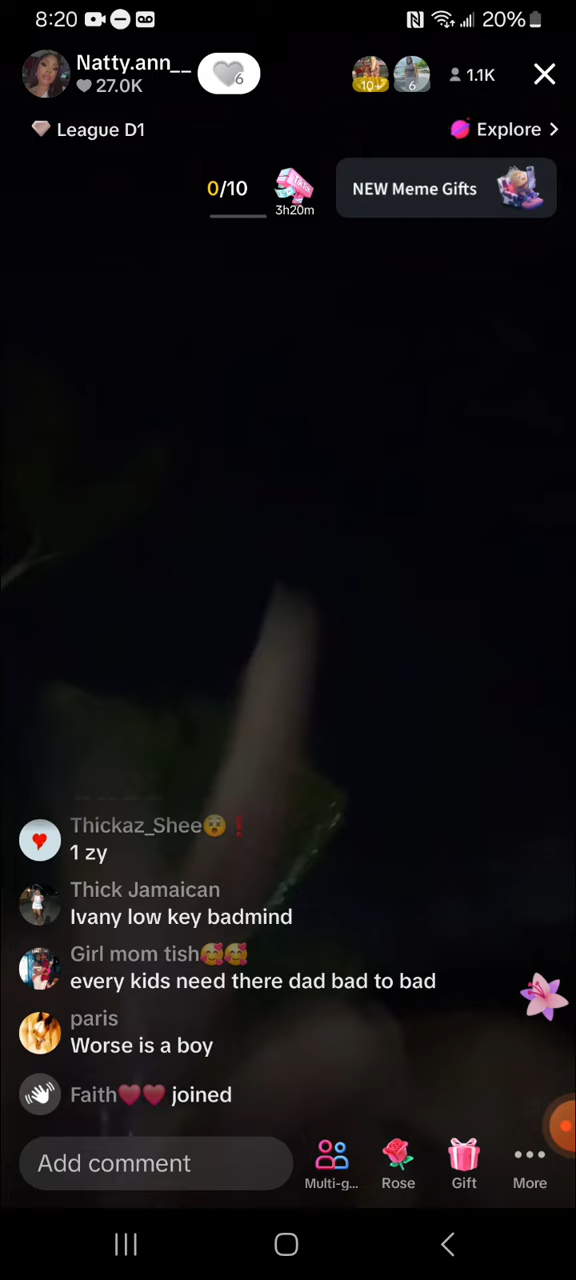 8:20
20%
Natty.ann__
27.0K
6
10+
6
1.1K
League D1
Explore
0/10
3h20m
NEW Meme Gifts
Thickaz_Shee😵❗
1 zy
Thick Jamaican
Ivany low key badmind
Girl mom tish🥰🥰
every kids need there dad bad to bad
paris
Worse is a boy
Faith❤️❤️ joined
Add comment
Multi-g...
Rose
Gift
More